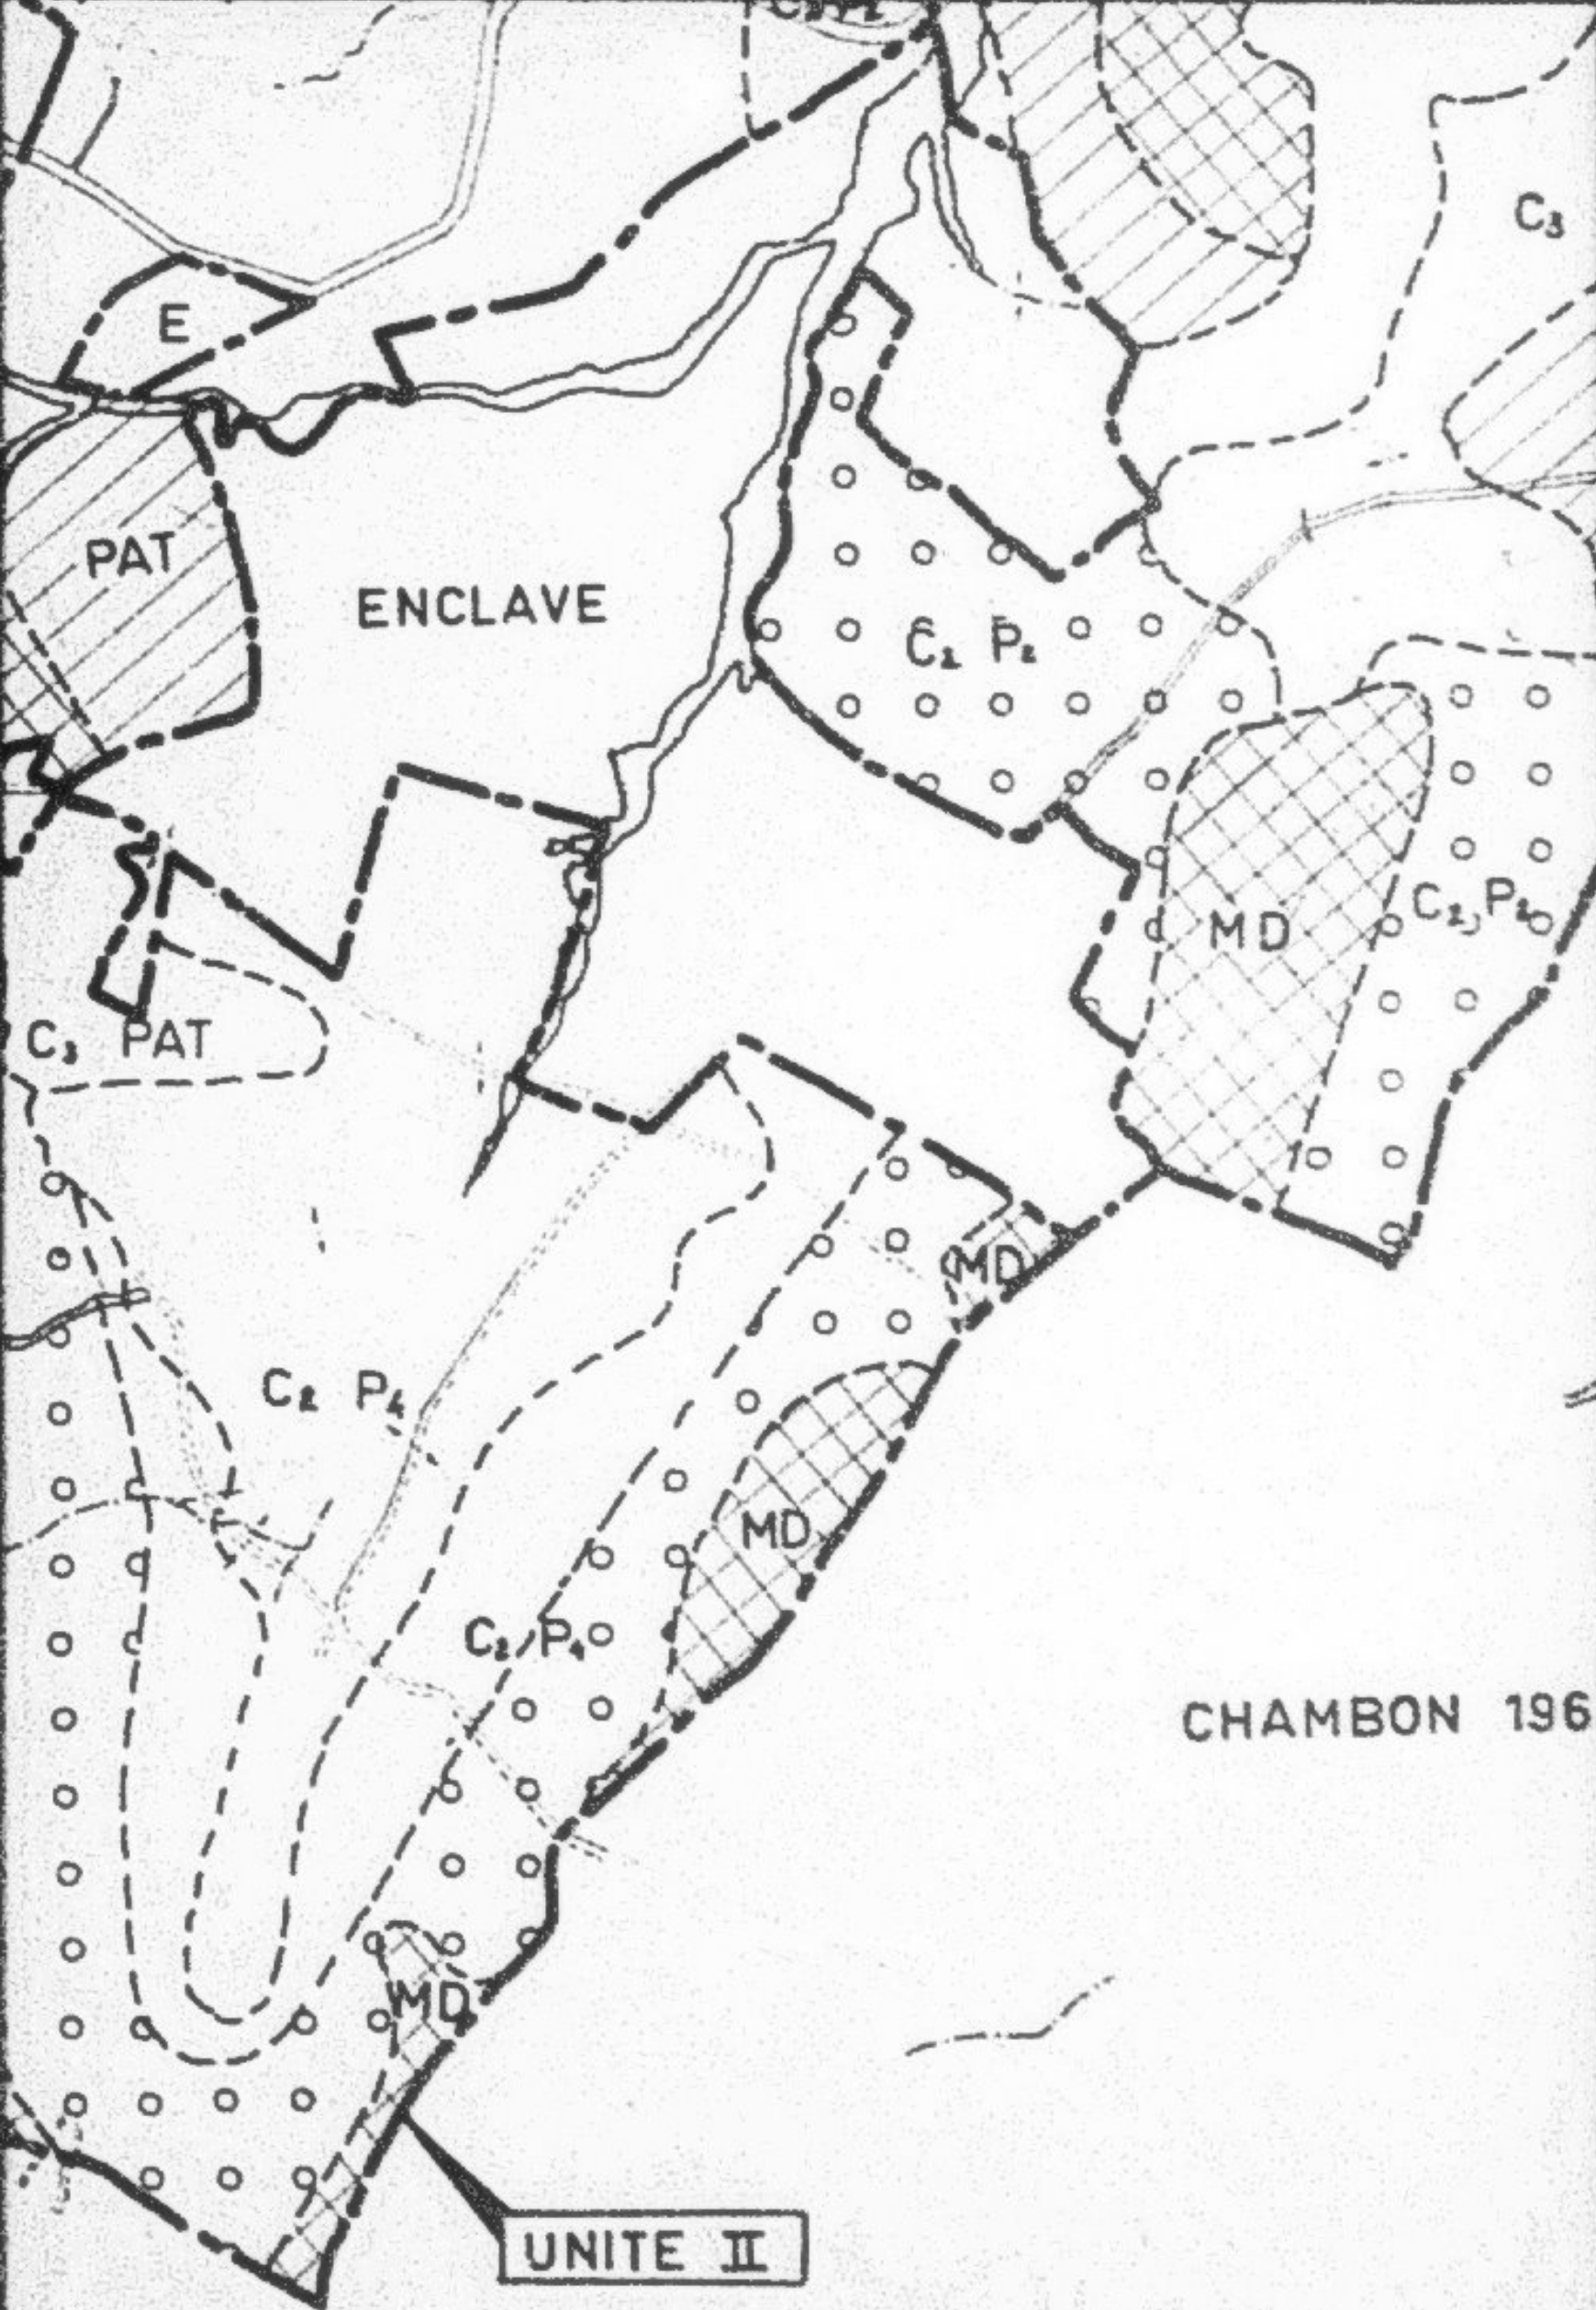 C₃
E
PAT
ENCLAVE
C₂ P₂
MD
C₂ P₂
C₃ PAT
MD
C₂ P₄
MD
C₂ P₄
CHAMBON 196
MD
UNITE II